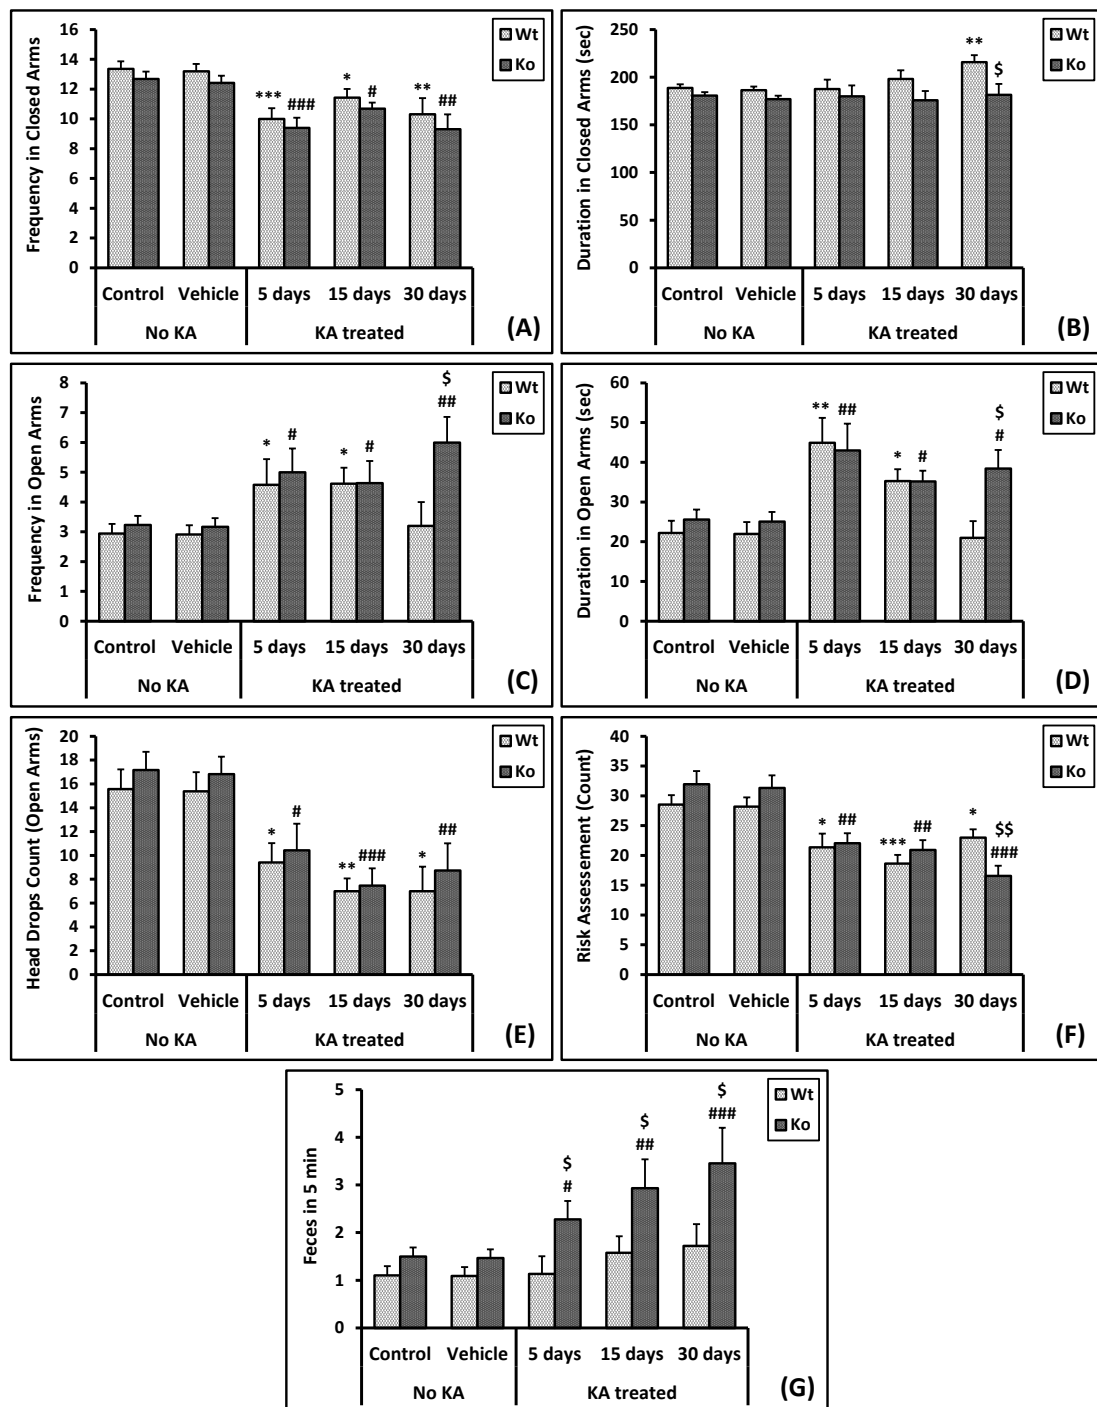 Frequency in Closed Arms
16
14
12
10
8
6
4
2
0
Wt
Ko
*** ### * # ** ##
Control Vehicle 5 days 15 days 30 days
No KA KA treated
(A)
Duration in Closed Arms (sec)
250
200
150
100
50
0
Wt
Ko
** $
Control Vehicle 5 days 15 days 30 days
No KA KA treated
(B)
Frequency in Open Arms
8
7
6
5
4
3
2
1
0
Wt
Ko
$
* # * # ##
Control Vehicle 5 days 15 days 30 days
No KA KA treated
(C)
Duration in Open Arms (sec)
60
50
40
30
20
10
0
Wt
Ko
$
** ## * # #
Control Vehicle 5 days 15 days 30 days
No KA KA treated
(D)
Head Drops Count (Open Arms)
20
18
16
14
12
10
8
6
4
2
0
Wt
Ko
* # ** ### * ##
Control Vehicle 5 days 15 days 30 days
No KA KA treated
(E)
Risk Assessement (Count)
40
35
30
25
20
15
10
5
0
Wt
Ko
$$
* ## *** ## * ###
Control Vehicle 5 days 15 days 30 days
No KA KA treated
(F)
Feces in 5 min
5
4
3
2
1
0
Wt
Ko
$ $ $
# ## ###
Control Vehicle 5 days 15 days 30 days
No KA KA treated
(G)